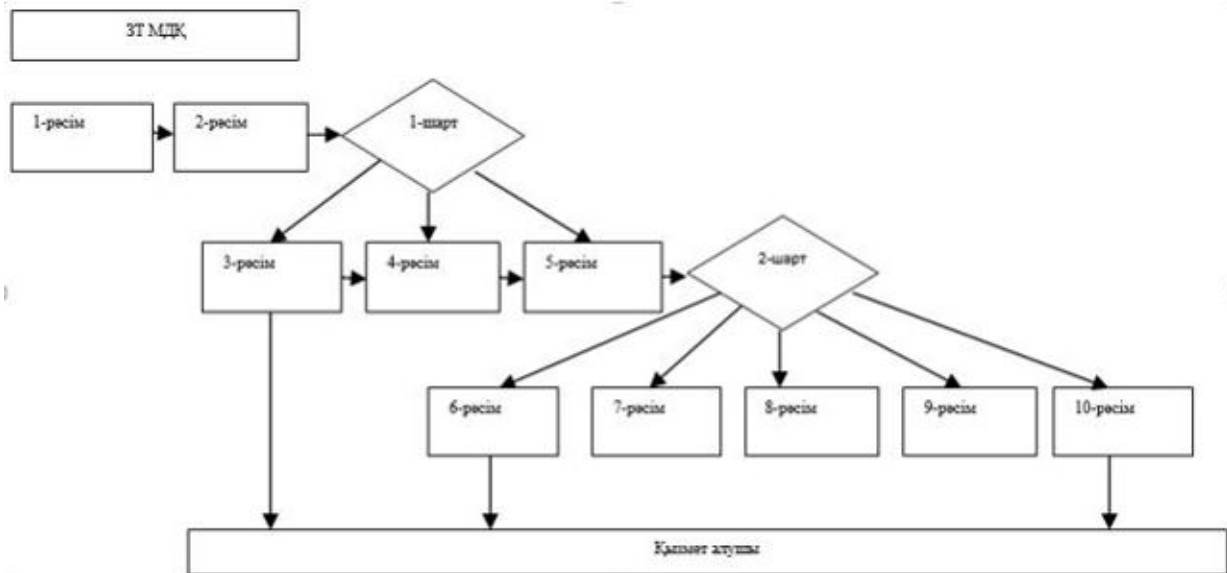 ЗТ МДҚ
1-рәсім
2-рәсім
1-шарт
3-рәсім
4-рәсім
5-рәсім
2-шарт
6-рәсім
7-рәсім
8-рәсім
9-рәсім
10-рәсім
Қызмет алушы